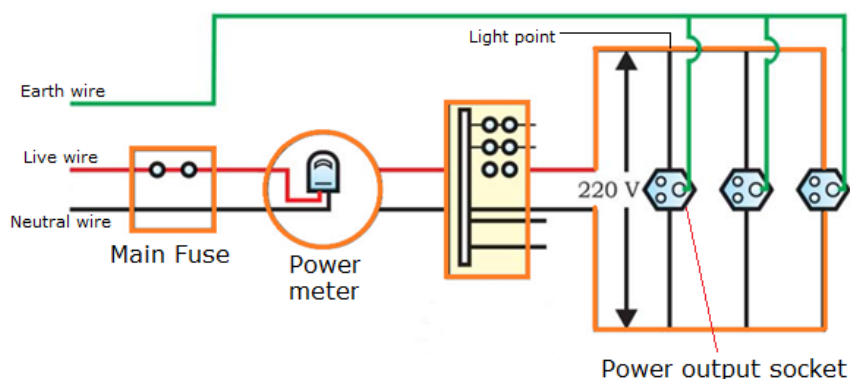 Light point
Earth wire
Live wire
220 V
Neutral wire
Main Fuse
Power
meter
Power output socket